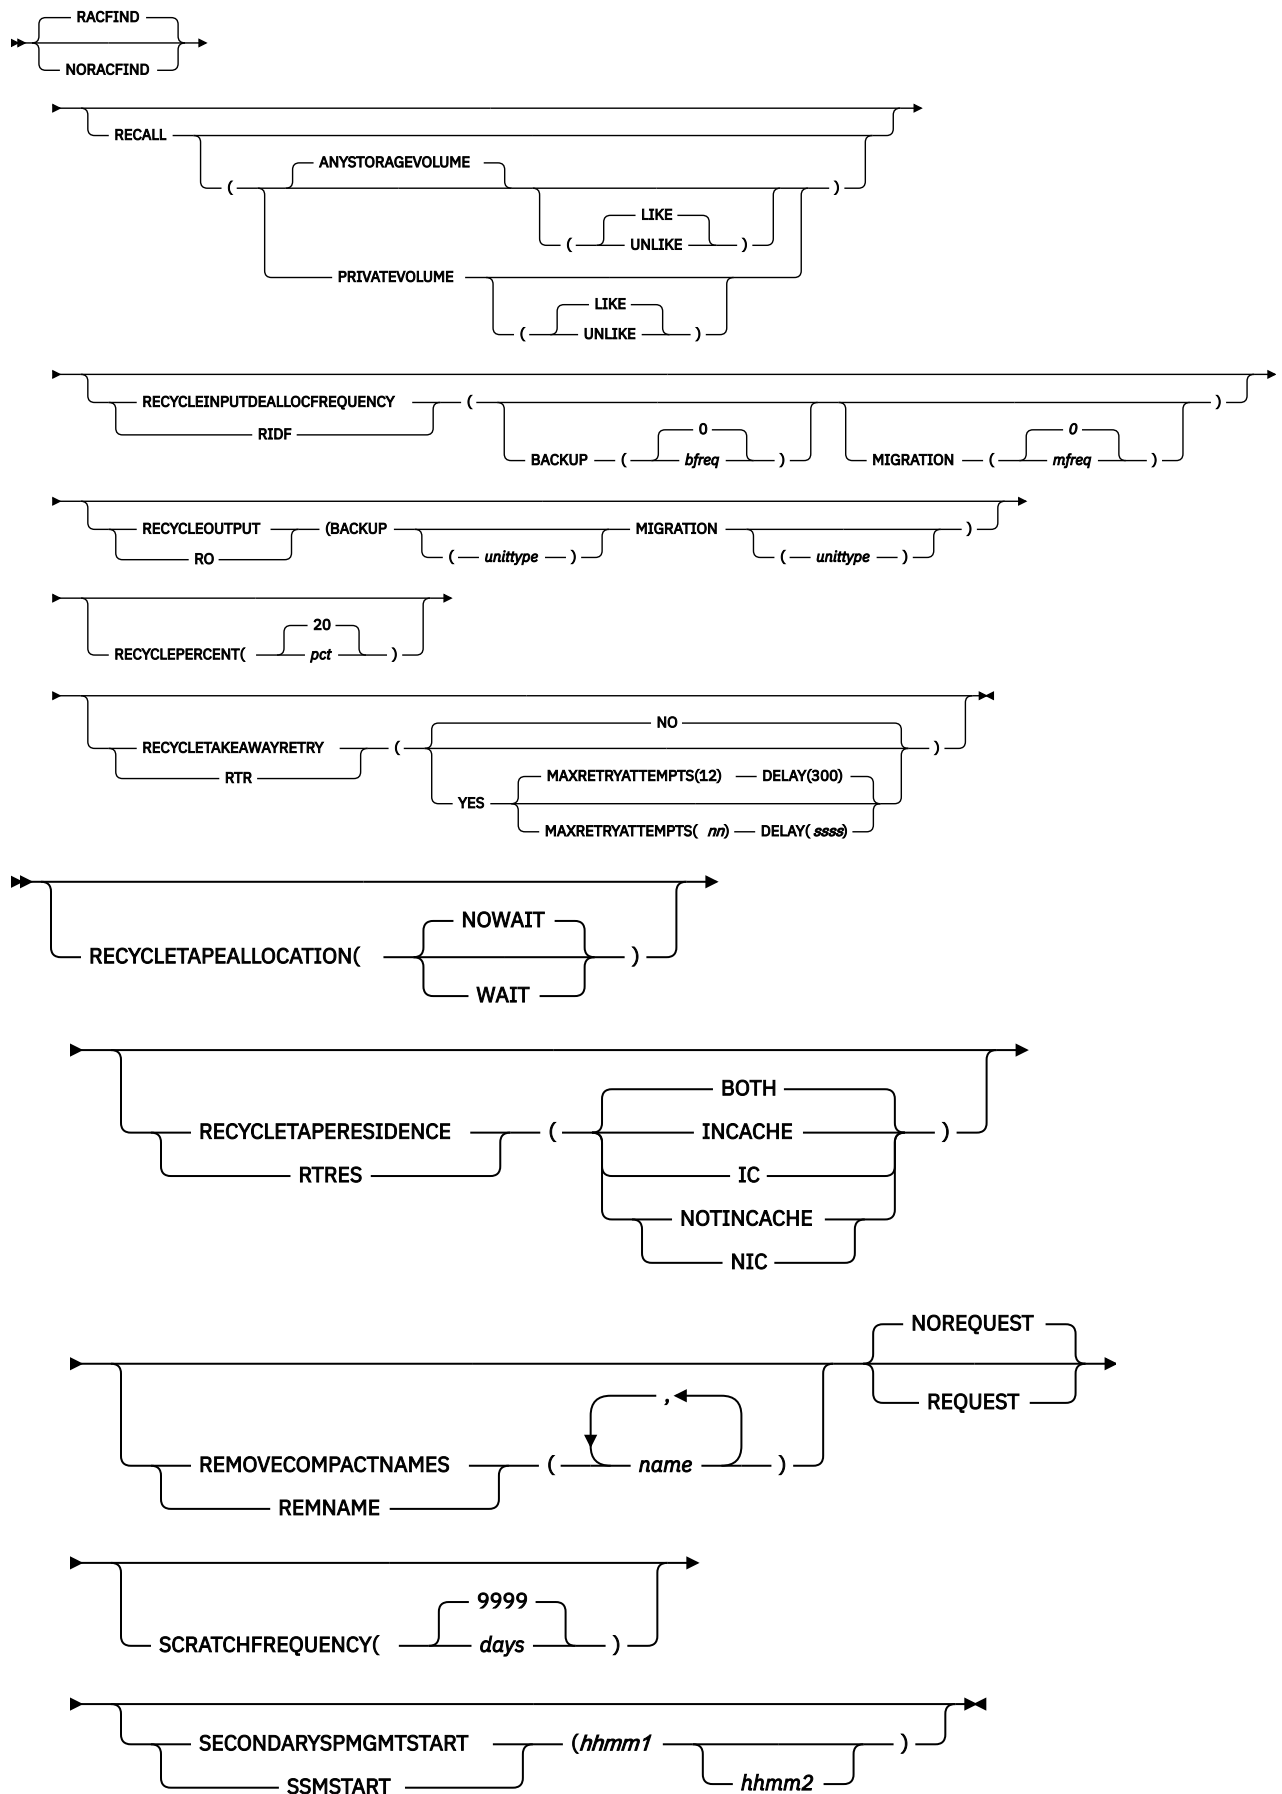 RACFIND
NORACFIND
RECALL
ANYSTORAGEVOLUME
( )
LIKE
( UNLIKE )
PRIVATEVOLUME
LIKE
( UNLIKE )
RECYCLEINPUTDEALLOCFREQUENCY ( )
RIDF 0 0
BACKUP ( bfreq ) MIGRATION ( mfreq )
RECYCLEOUTPUT (BACKUP MIGRATION )
RO ( unittype ) ( unittype )
20
RECYCLEPERCENT( pct )
NO
RECYCLETAKEAWAYRETRY ( )
RTR MAXRETRYATTEMPTS(12) DELAY(300)
YES
MAXRETRYATTEMPTS( nn) DELAY( ssss)
NOWAIT
RECYCLETAPEALLOCATION( )
WAIT
BOTH
RECYCLETAPERESIDENCE ( INCACHE )
RTRES IC
NOTINCACHE
NIC
NOREQUEST
,
REQUEST
REMOVECOMPACTNAMES ( name )
REMNAME
9999
SCRATCHFREQUENCY( days )
SECONDARYSPMGMTSTART (hhmm1 )
SSMSTART hhmm2